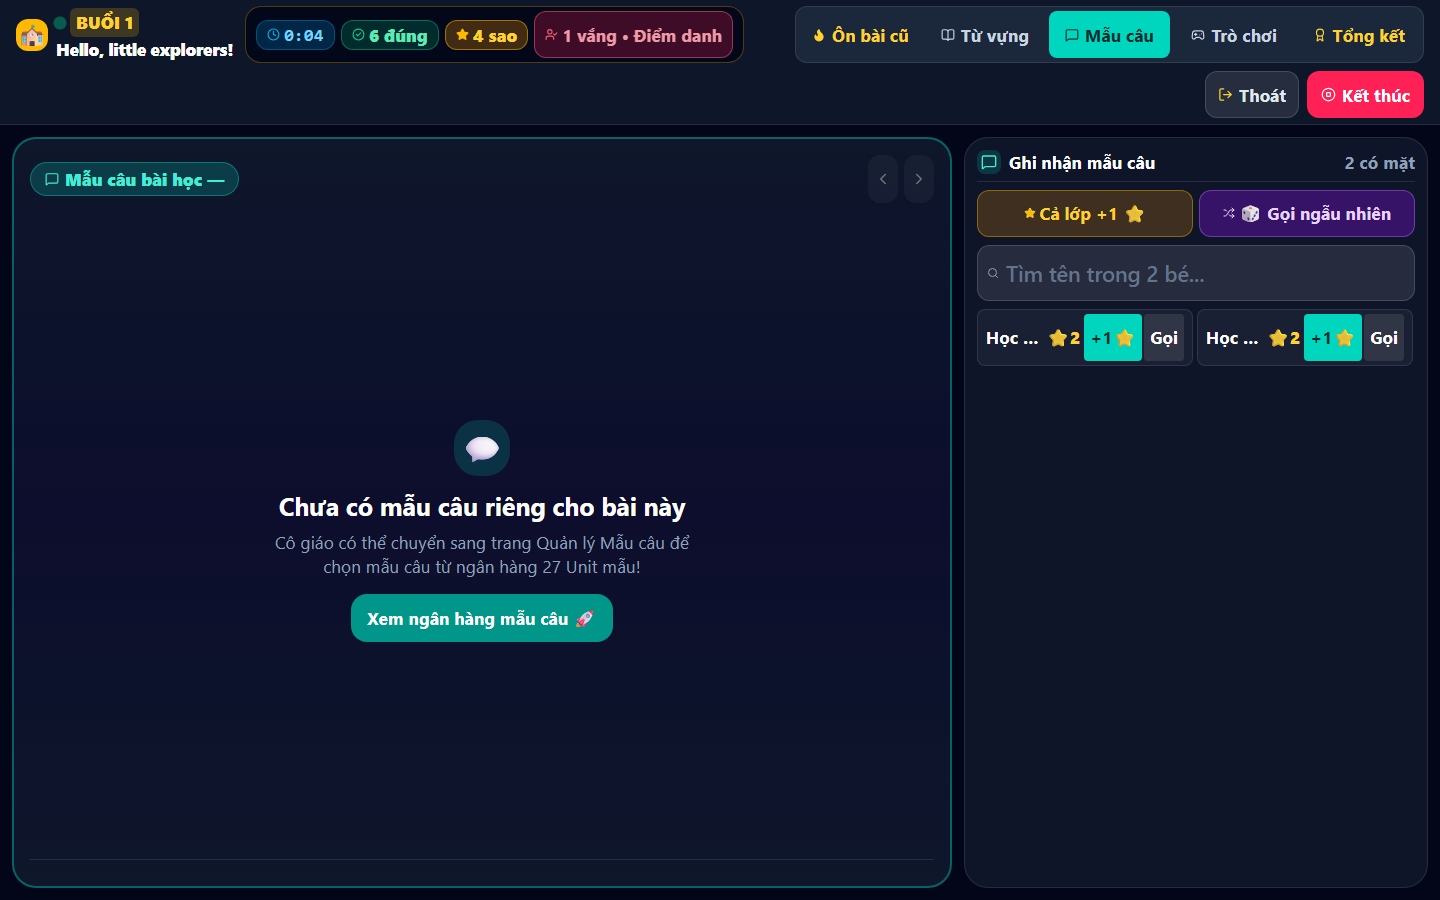 BUỔI 1
Hello, little explorers!
0:04
6 đúng
4 sao
1 vắng • Điểm danh
Ôn bài cũ
Từ vựng
Mẫu câu
Trò chơi
Tổng kết
Thoát
Kết thúc
Mẫu câu bài học —
Chưa có mẫu câu riêng cho bài này
Cô giáo có thể chuyển sang trang Quản lý Mẫu câu để
chọn mẫu câu từ ngân hàng 27 Unit mẫu!
Xem ngân hàng mẫu câu 🚀
Ghi nhận mẫu câu
2 có mặt
Cả lớp +1 ⭐
🎲 Gọi ngẫu nhiên
Tìm tên trong 2 bé...
Học ... ⭐2 +1⭐ Gọi
Học ... ⭐2 +1⭐ Gọi